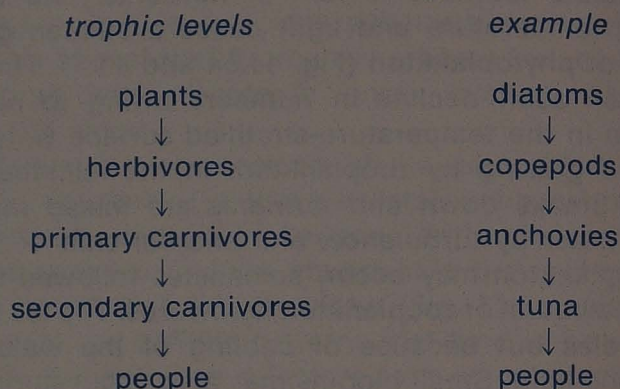 trophic levels example
plants diatoms
↓ ↓
herbivores copepods
↓ ↓
primary carnivores anchovies
↓ ↓
secondary carnivores tuna
↓ ↓
people people